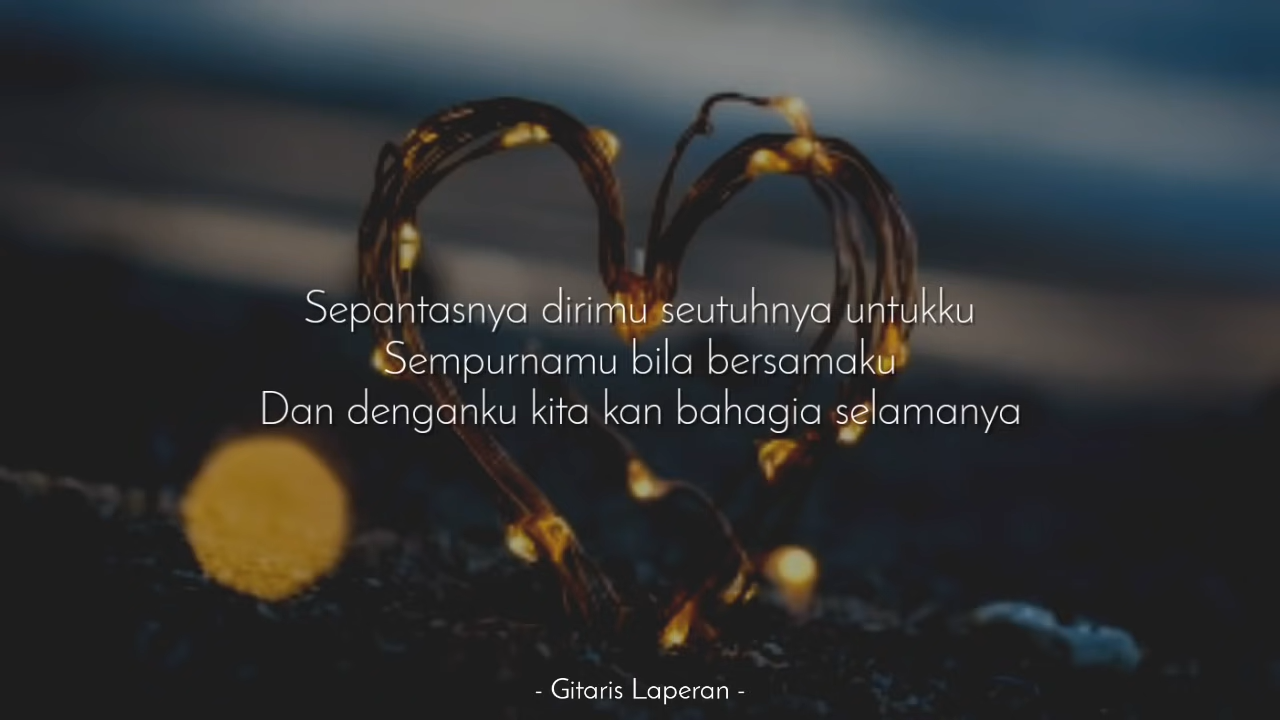 Sepantasnya dirimu seutuhnya untukku
Sempurnamu bila bersamaku
Dan denganku kita kan bahagia selamanya
- Gitaris Laperan -